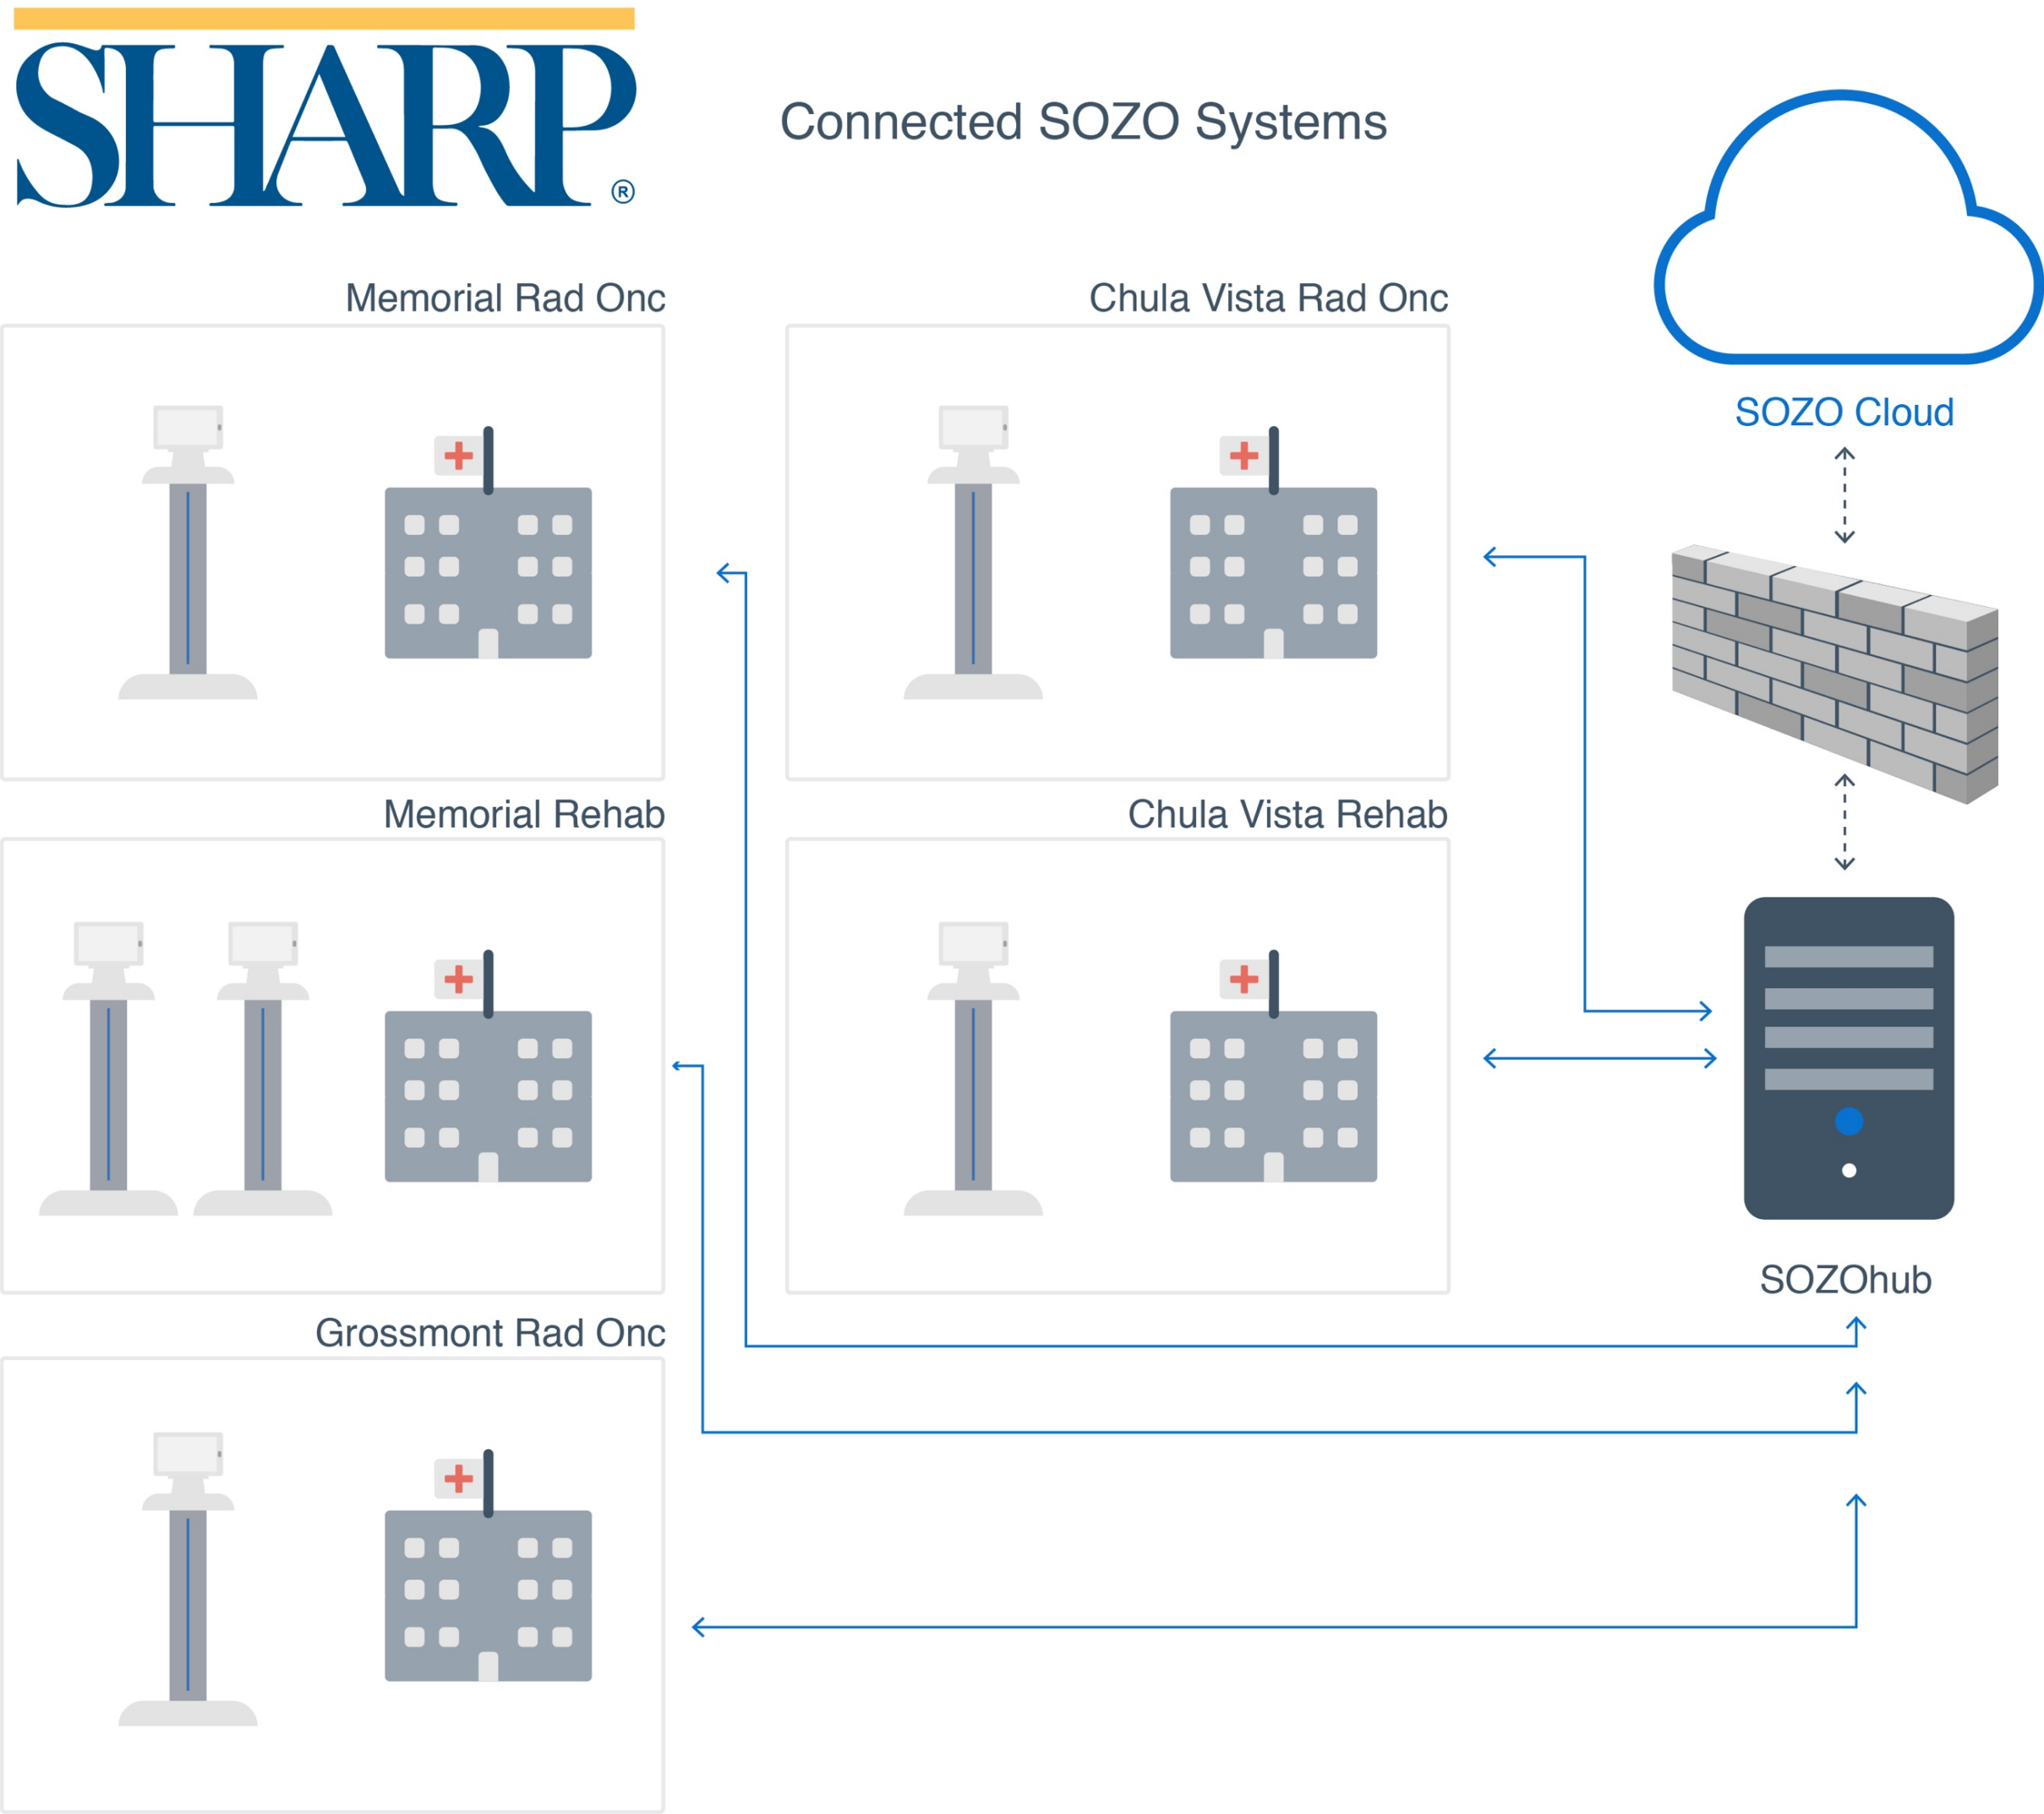 SHARP®
Connected SOZO Systems
Memorial Rad Onc
Chula Vista Rad Onc
SOZO Cloud
Memorial Rehab
Chula Vista Rehab
SOZOhub
Grossmont Rad Onc